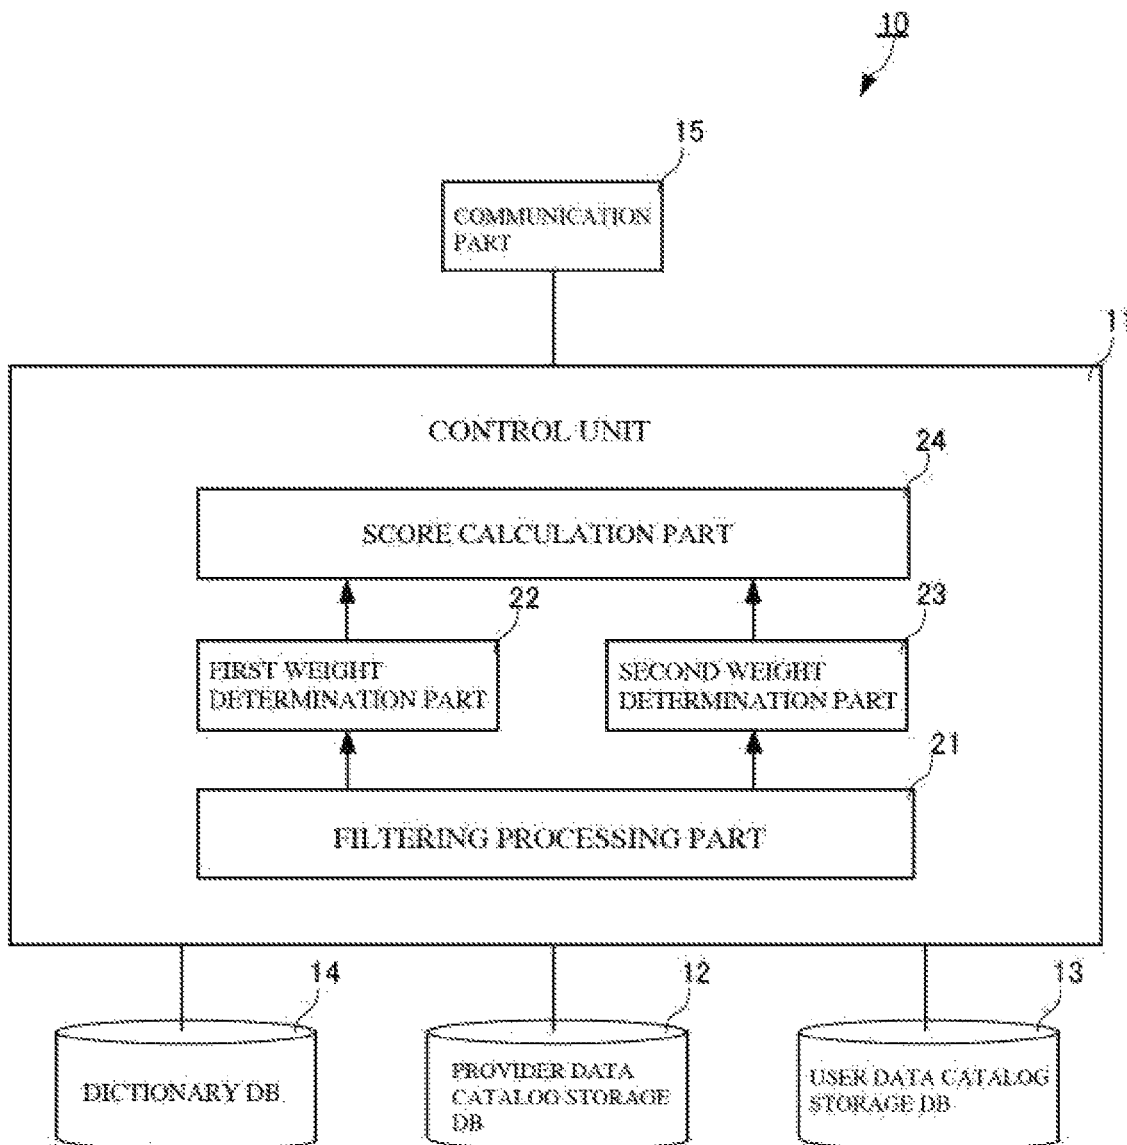 10
15
COMMUNICATION
PART
11
CONTROL UNIT
24
SCORE CALCULATION PART
22
23
FIRST WEIGHT
DETERMINATION PART
SECOND WEIGHT
DETERMINATION PART
21
FILTERING PROCESSING PART
14
12
13
DICTIONARY DB
PROVIDER DATA
CATALOG STORAGE
DB
USER DATA CATALOG
STORAGE DB